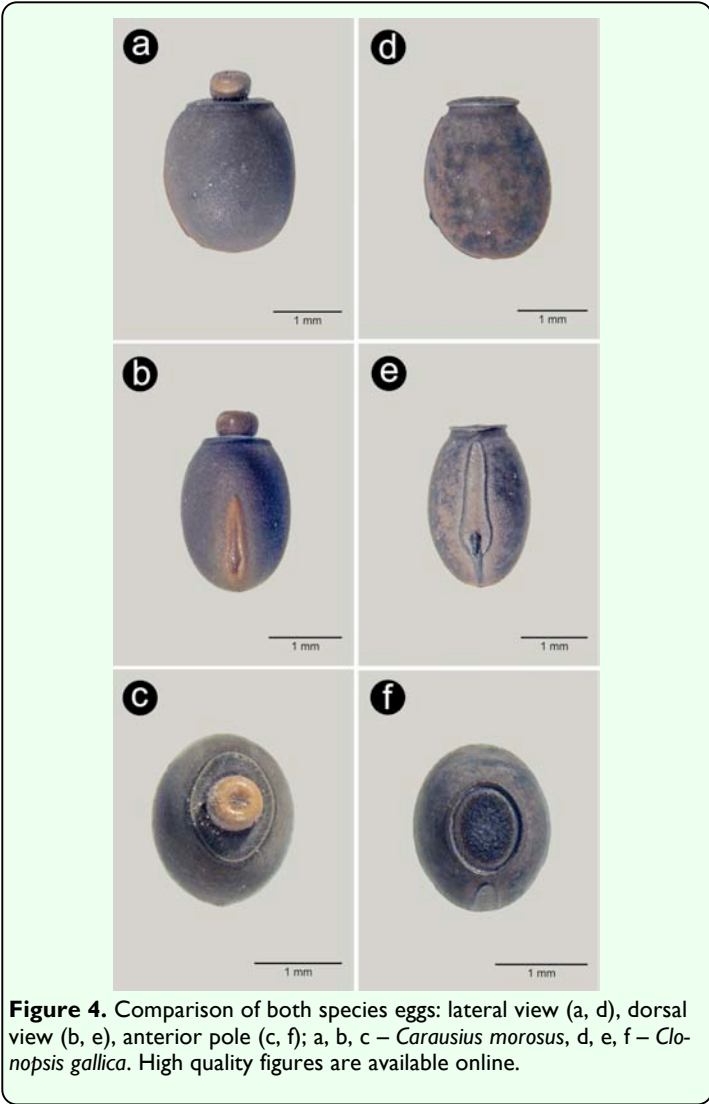 a
d
1 mm
1 mm
b
e
1 mm
1 mm
c
f
1 mm
1 mm
Figure 4. Comparison of both species eggs: lateral view (a, d), dorsal
view (b, e), anterior pole (c, f); a, b, c – Carausius morosus, d, e, f – Clo-
nopsis gallica. High quality figures are available online.